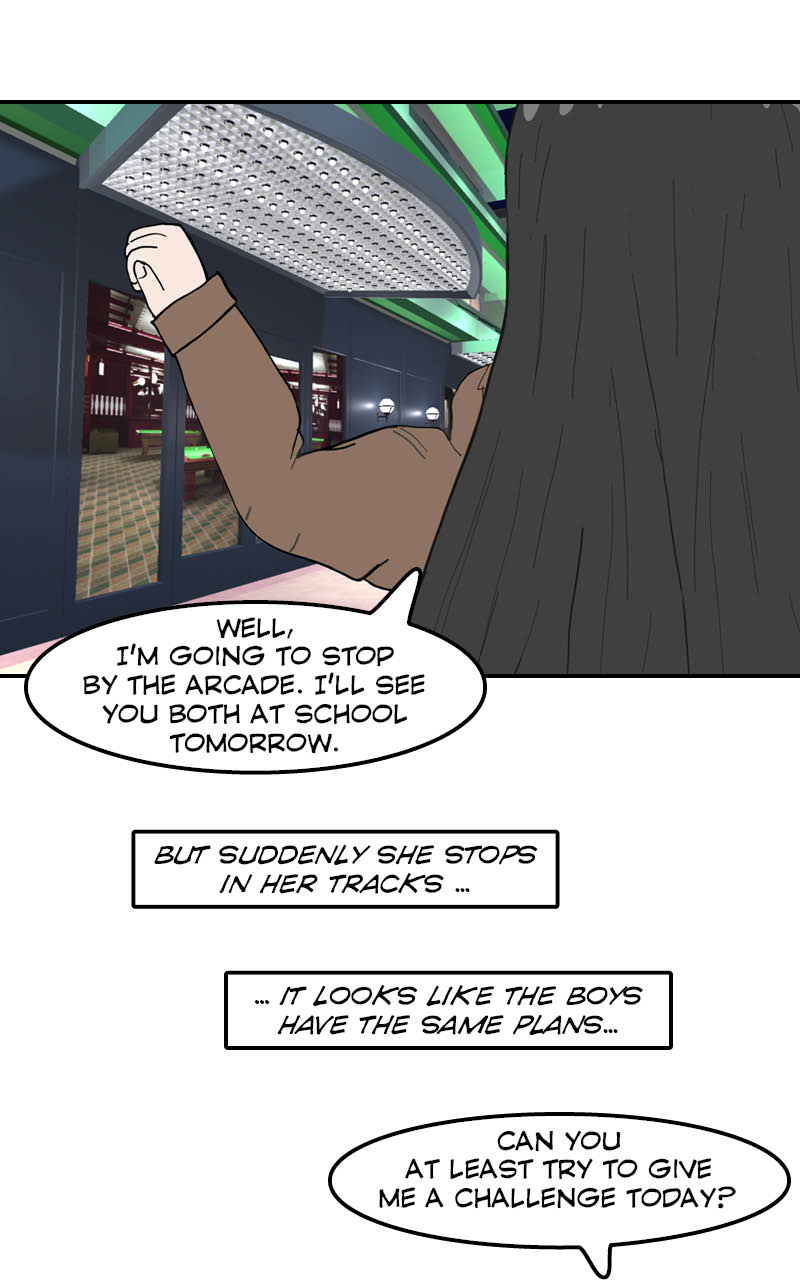 WELL,
I'M GOING TO STOP
BY THE ARCADE. I'LL SEE
YOU BOTH AT SCHOOL
TOMORROW.
BUT SUDDENLY SHE STOPS
IN HER TRACKS ...
... IT LOOKS LIKE THE BOYS
HAVE THE SAME PLANS...
CAN YOU
AT LEAST TRY TO GIVE
ME A CHALLENGE TODAY?